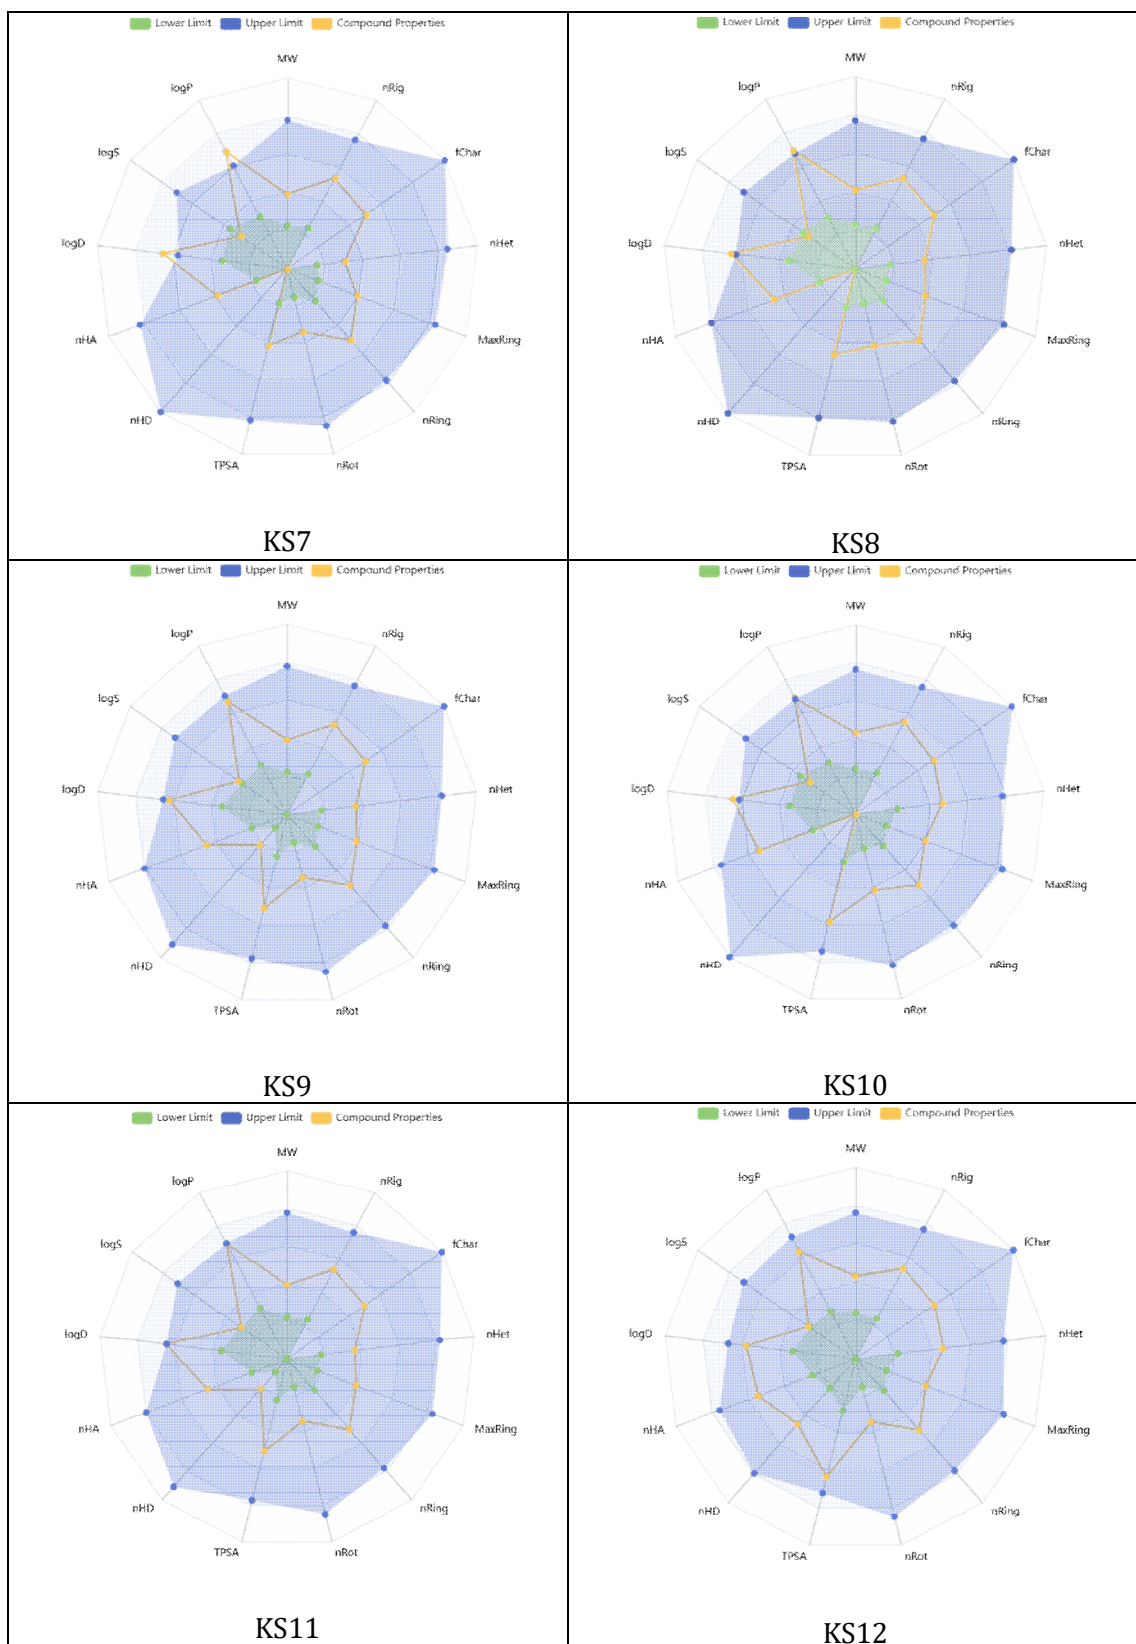 Lower Limit Upper Limit Compound Properties
MW
nRig
fChar
nHet
MaxRing
nRing
nRot
TPSA
nHD
nHA
logD
logS
logP
KS7
Lower Limit Upper Limit Compound Properties
MW
nRig
fChar
nHet
MaxRing
nRing
nRot
TPSA
nHD
nHA
logD
logS
logP
KS8
Lower Limit Upper Limit Compound Properties
MW
nRig
fChar
nHet
MaxRing
nRing
nRot
TPSA
nHD
nHA
logD
logS
logP
KS9
Lower Limit Upper Limit Compound Properties
MW
nRig
fChar
nHet
MaxRing
nRing
nRot
TPSA
nHD
nHA
logD
logS
logP
KS10
Lower Limit Upper Limit Compound Properties
MW
nRig
fChar
nHet
MaxRing
nRing
nRot
TPSA
nHD
nHA
logD
logS
logP
KS11
Lower Limit Upper Limit Compound Properties
MW
nRig
fChar
nHet
MaxRing
nRing
nRot
TPSA
nHD
nHA
logD
logS
logP
KS12